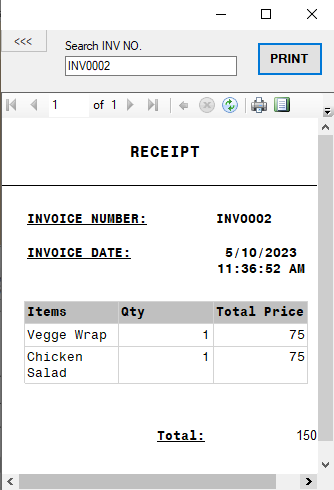 <<<
Search INV NO.
INV0002
PRINT
1 of 1
RECEIPT
INVOICE NUMBER: INV0002
INVOICE DATE: 5/10/2023
11:36:52 AM
Items Qty Total Price
Vegge Wrap 1 75
Chicken 1 75
Salad
Total: 150